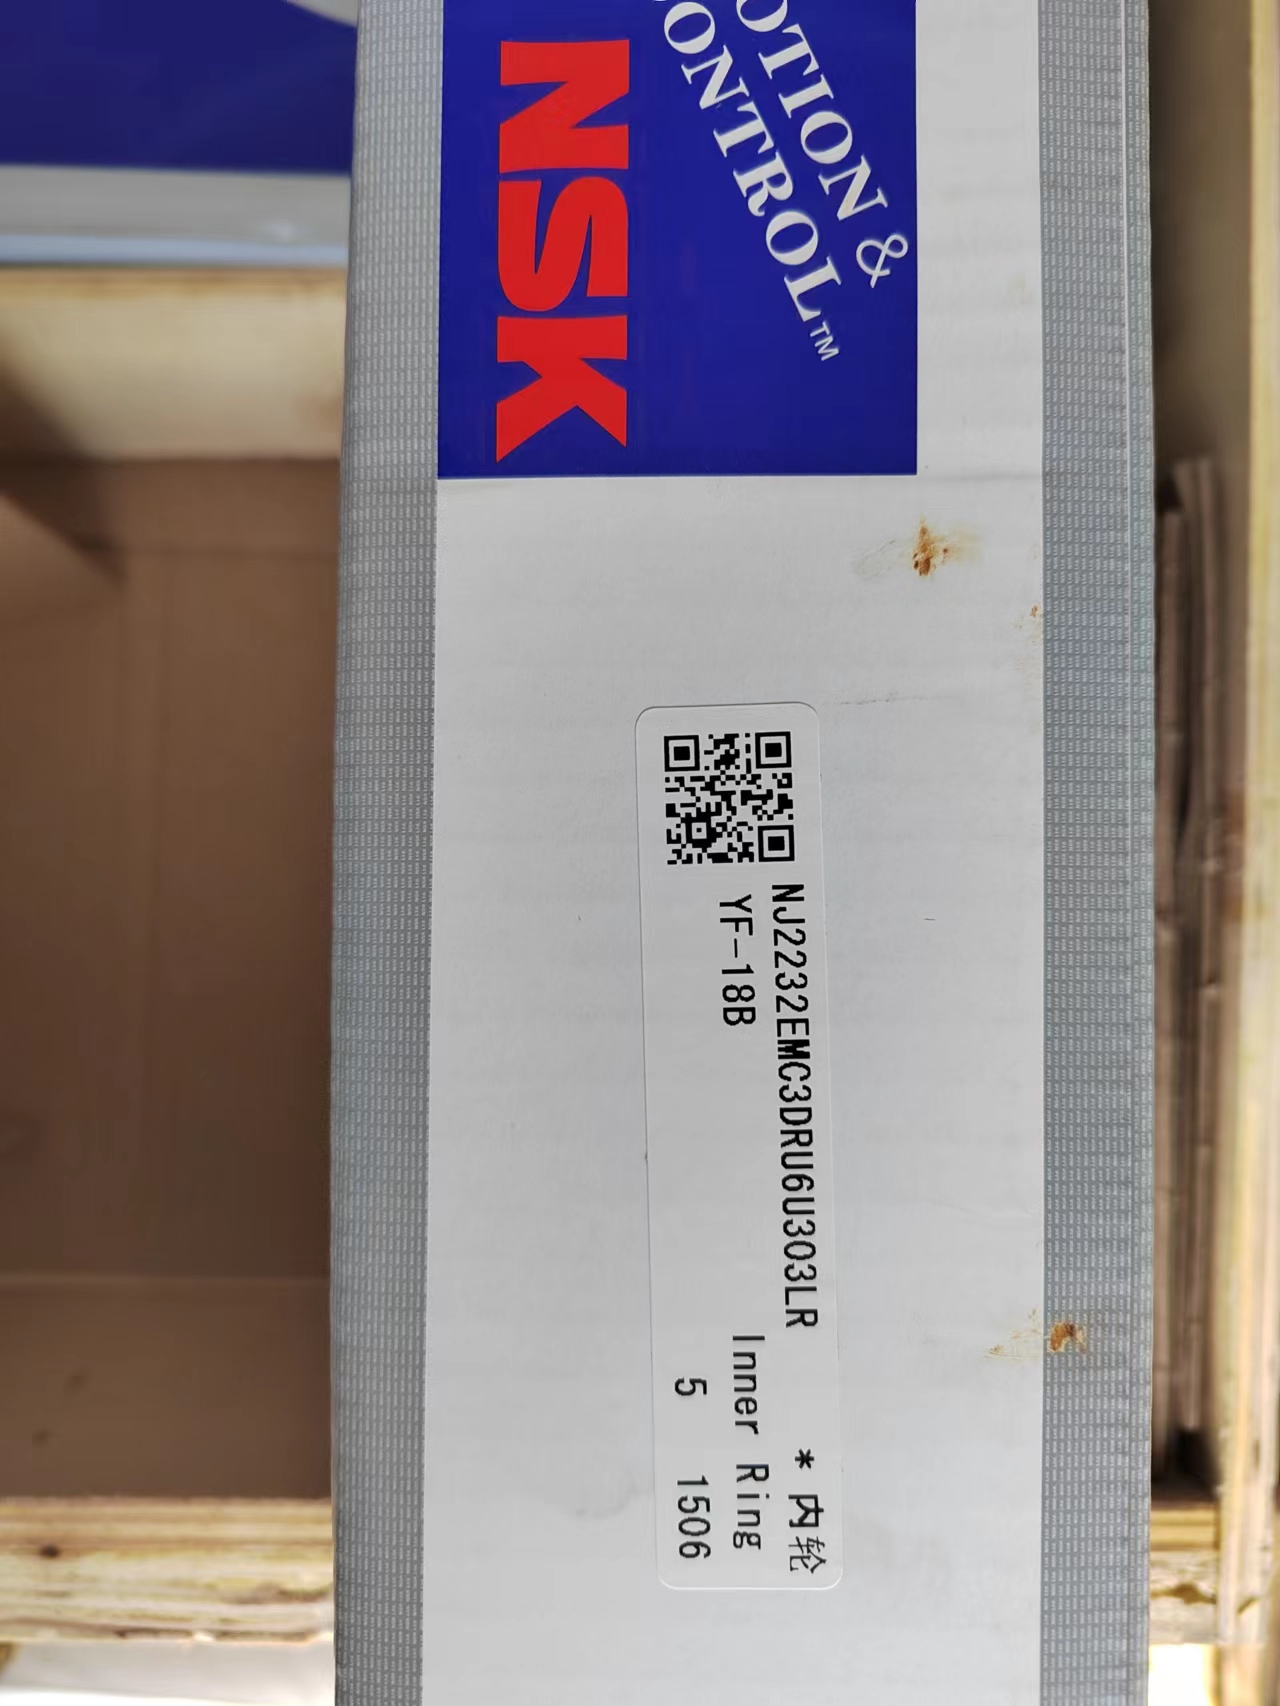 OTION &
ONTROL™
NSK
NJ2232EMC3DRU6U303LR * 内轮
YF-18B Inner Ring
5 1506